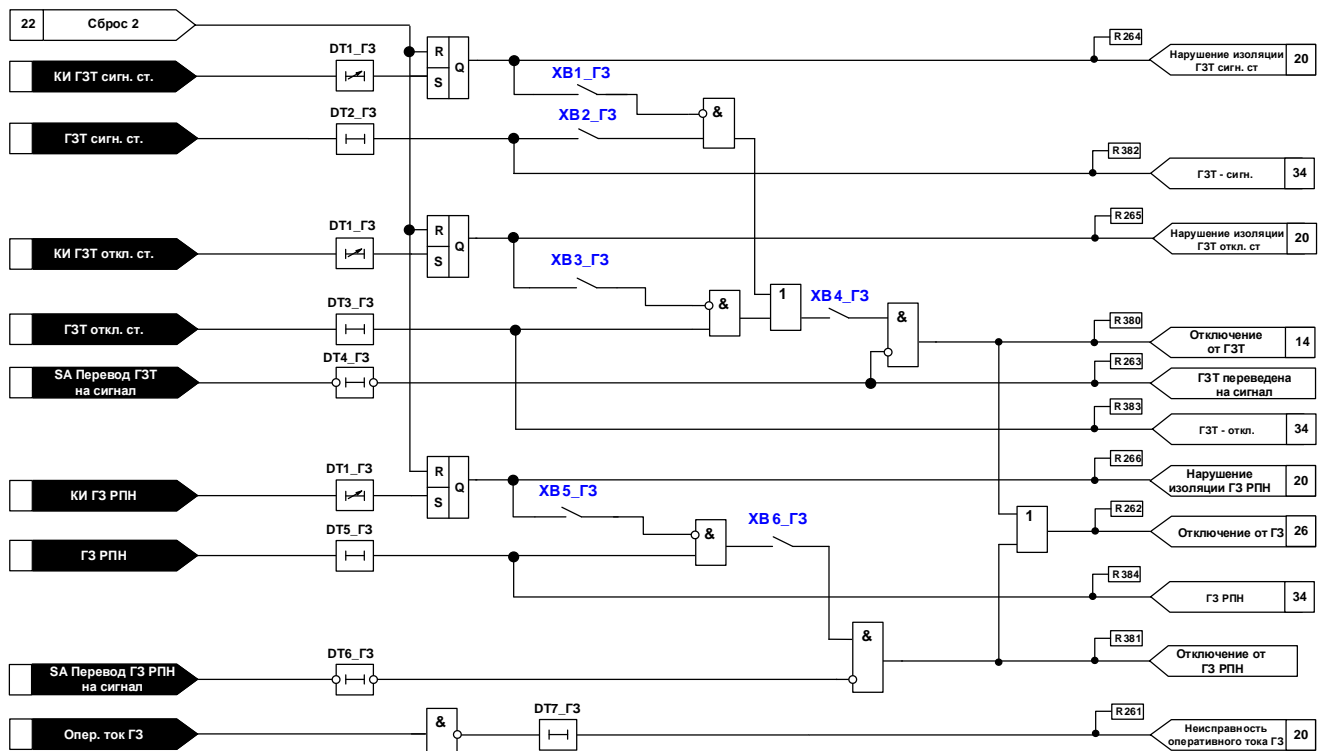 22
Сброс 2
КИ ГЗТ сигн. ст.
DT1_ГЗ
R
S
Q
R 264
Нарушение изоляции
ГЗТ сигн. ст
20
XB1_ГЗ
ГЗТ сигн. ст.
DT2_ГЗ
XB2_ГЗ
&
R 382
ГЗТ - сигн.
34
КИ ГЗТ откл. ст.
DT1_ГЗ
R
S
Q
R 265
Нарушение изоляции
ГЗТ откл. ст
20
XB3_ГЗ
ГЗТ откл. ст.
DT3_ГЗ
&
1
XB4_ГЗ
&
R 380
Отключение
от ГЗТ
14
SA Перевод ГЗТ
на сигнал
DT4_ГЗ
R 263
ГЗТ переведена
на сигнал
R 383
ГЗТ - откл.
34
КИ ГЗ РПН
DT1_ГЗ
R
S
Q
R 266
Нарушение
изоляции ГЗ РПН
20
XB5_ГЗ
ГЗ РПН
DT5_ГЗ
&
XB6_ГЗ
1
R 262
Отключение от ГЗ
26
R 384
ГЗ РПН
34
SA Перевод ГЗ РПН
на сигнал
DT6_ГЗ
&
R 381
Отключение от
ГЗ РПН
Опер. ток ГЗ
&
DT7_ГЗ
R 261
Неисправность
оперативного тока ГЗ
20